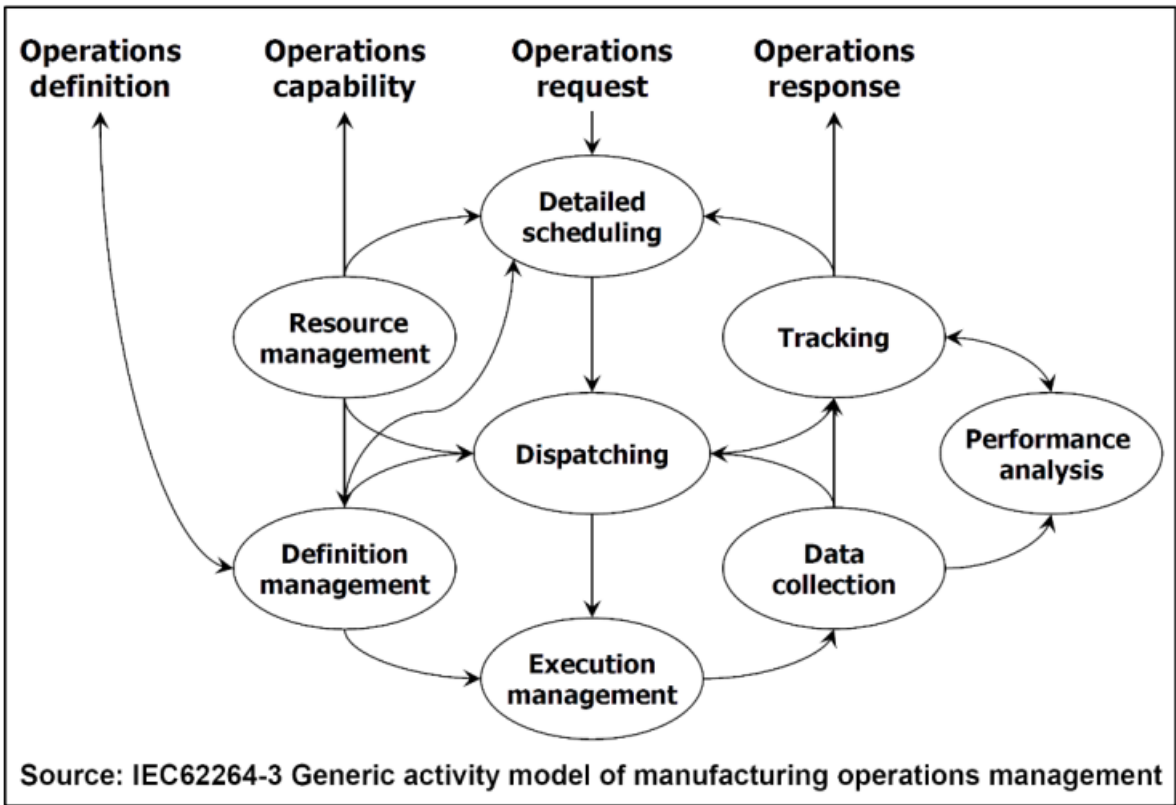 Operations
definition
Operations
capability
Operations
request
Operations
response
Detailed
scheduling
Resource
management
Tracking
Dispatching
Performance
analysis
Definition
management
Data
collection
Execution
management
Source: IEC62264-3 Generic activity model of manufacturing operations management